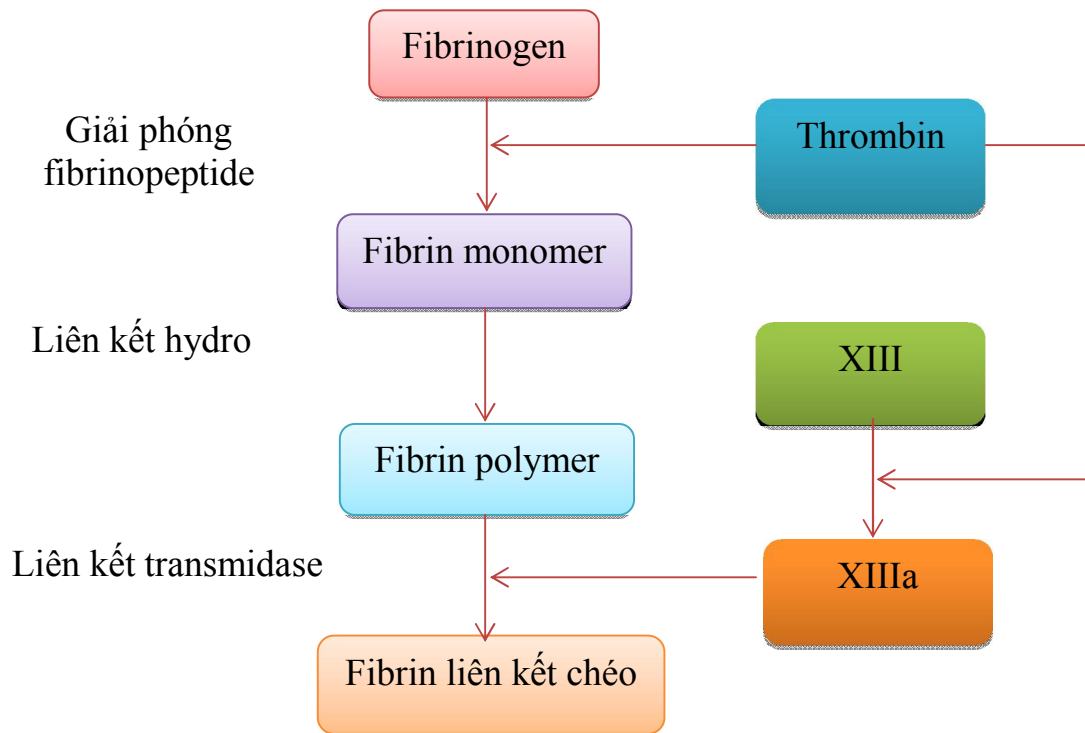 Fibrinogen
Giải phóng
fibrinopeptide
Thrombin
Fibrin monomer
Liên kết hydro
XIII
Fibrin polymer
Liên kết transmidase
XIIIa
Fibrin liên kết chéo